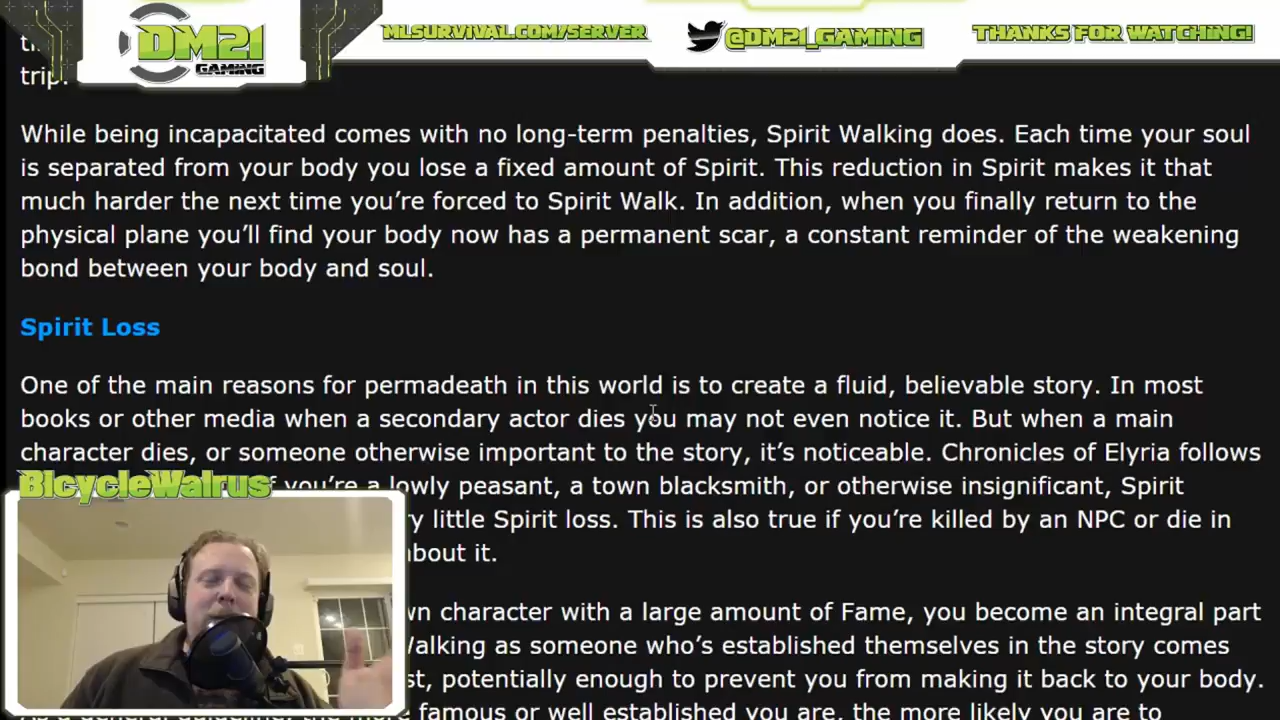 DM21
GAMING
MLSURVIVAL.COM/SERVER
@DM21_GAMING
THANKS FOR WATCHING!
trip.
While being incapacitated comes with no long-term penalties, Spirit Walking does. Each time your soul
is separated from your body you lose a fixed amount of Spirit. This reduction in Spirit makes it that
much harder the next time you’re forced to Spirit Walk. In addition, when you finally return to the
physical plane you’ll find your body now has a permanent scar, a constant reminder of the weakening
bond between your body and soul.
Spirit Loss
One of the main reasons for permadeath in this world is to create a fluid, believable story. In most
books or other media when a secondary actor dies you may not even notice it. But when a main
character dies, or someone otherwise important to the story, it’s noticeable. Chronicles of Elyria follows
BicycleWalrus
you’re a lowly peasant, a town blacksmith, or otherwise insignificant, Spirit
little Spirit loss. This is also true if you’re killed by an NPC or die in
about it.
character with a large amount of Fame, you become an integral part
Walking as someone who’s established themselves in the story comes
potentially enough to prevent you from making it back to your body.
famous or well established you are, the more likely you are to